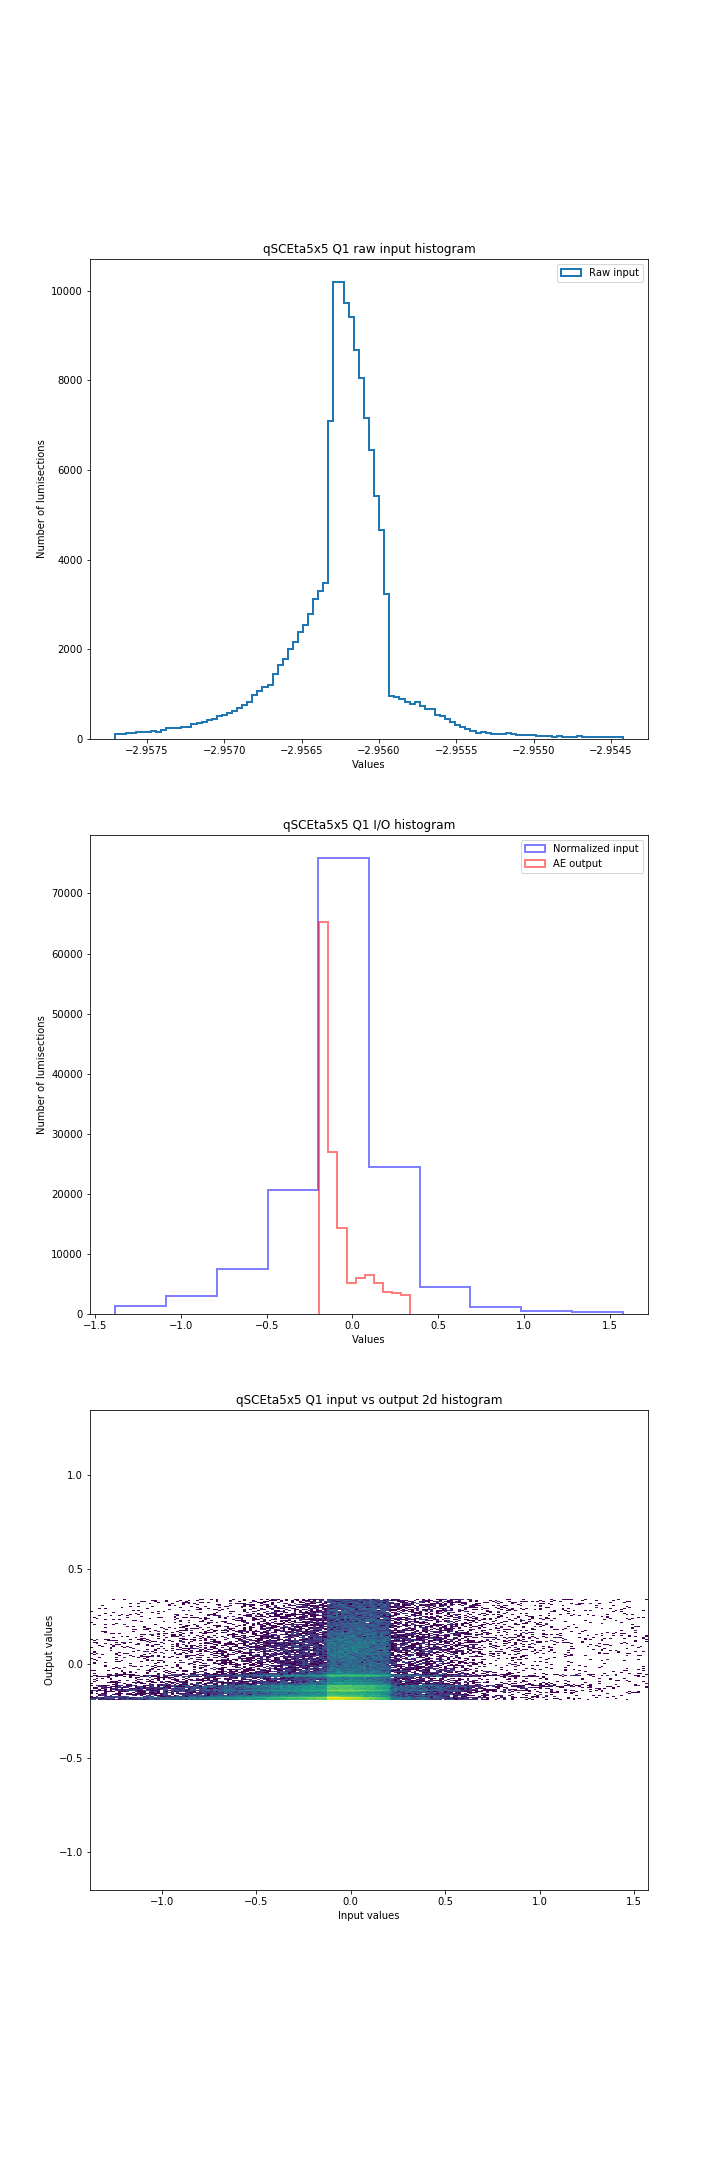 qSCEta5x5 Q1 raw input histogram
Raw input
10000
8000
6000
4000
2000
0
Number of lumisections
−2.9575 −2.9570 −2.9565 −2.9560 −2.9555 −2.9550 −2.9545
Values
qSCEta5x5 Q1 I/O histogram
Normalized input
AE output
70000
60000
50000
40000
30000
20000
10000
0
Number of lumisections
−1.5 −1.0 −0.5 0.0 0.5 1.0 1.5
Values
qSCEta5x5 Q1 input vs output 2d histogram
1.0
0.5
0.0
−0.5
−1.0
Output values
−1.0 −0.5 0.0 0.5 1.0 1.5
Input values